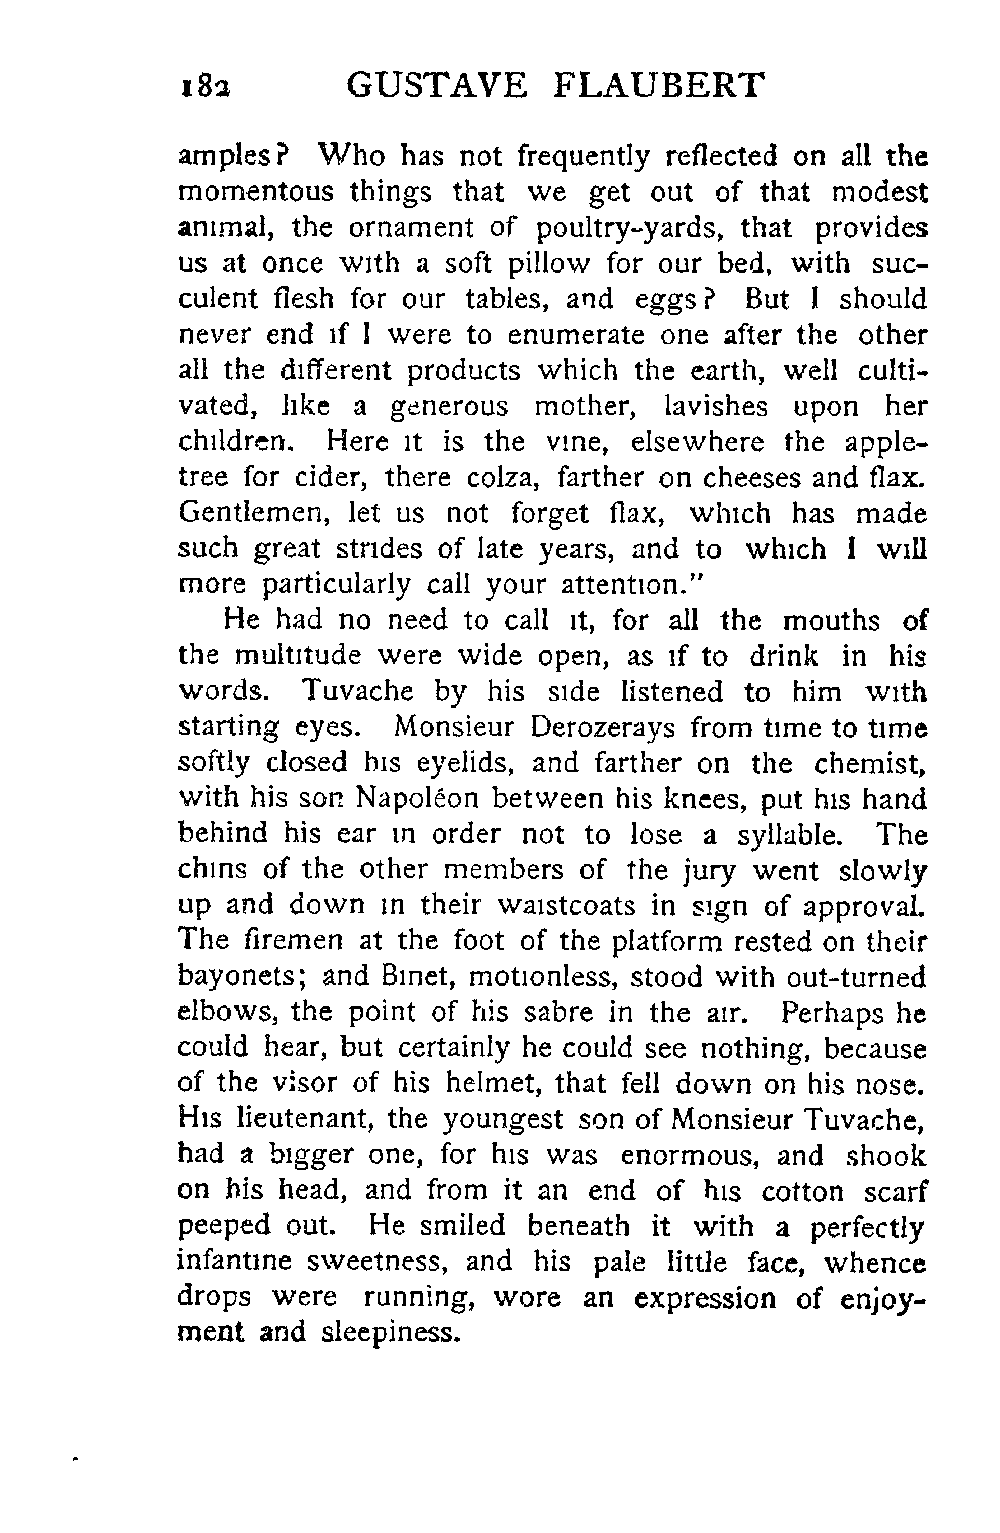 182 GUSTAVE FLAUBERT
amples? Who has not frequently reflected on all the
momentous things that we get out of that modest
animal, the ornament of poultry-yards, that provides
us at once with a soft pillow for our bed, with suc-
culent flesh for our tables, and eggs? But I should
never end if I were to enumerate one after the other
all the different products which the earth, well culti-
vated, like a generous mother, lavishes upon her
children. Here it is the vine, elsewhere the apple-
tree for cider, there colza, farther on cheeses and flax.
Gentlemen, let us not forget flax, which has made
such great strides of late years, and to which I will
more particularly call your attention."
He had no need to call it, for all the mouths of
the multitude were wide open, as if to drink in his
words. Tuvache by his side listened to him with
starting eyes. Monsieur Derozerays from time to time
softly closed his eyelids, and farther on the chemist,
with his son Napoléon between his knees, put his hand
behind his ear in order not to lose a syllable. The
chins of the other members of the jury went slowly
up and down in their waistcoats in sign of approval.
The firemen at the foot of the platform rested on their
bayonets; and Binet, motionless, stood with out-turned
elbows, the point of his sabre in the air. Perhaps he
could hear, but certainly he could see nothing, because
of the visor of his helmet, that fell down on his nose.
His lieutenant, the youngest son of Monsieur Tuvache,
had a bigger one, for his was enormous, and shook
on his head, and from it an end of his cotton scarf
peeped out. He smiled beneath it with a perfectly
infantine sweetness, and his pale little face, whence
drops were running, wore an expression of enjoy-
ment and sleepiness.